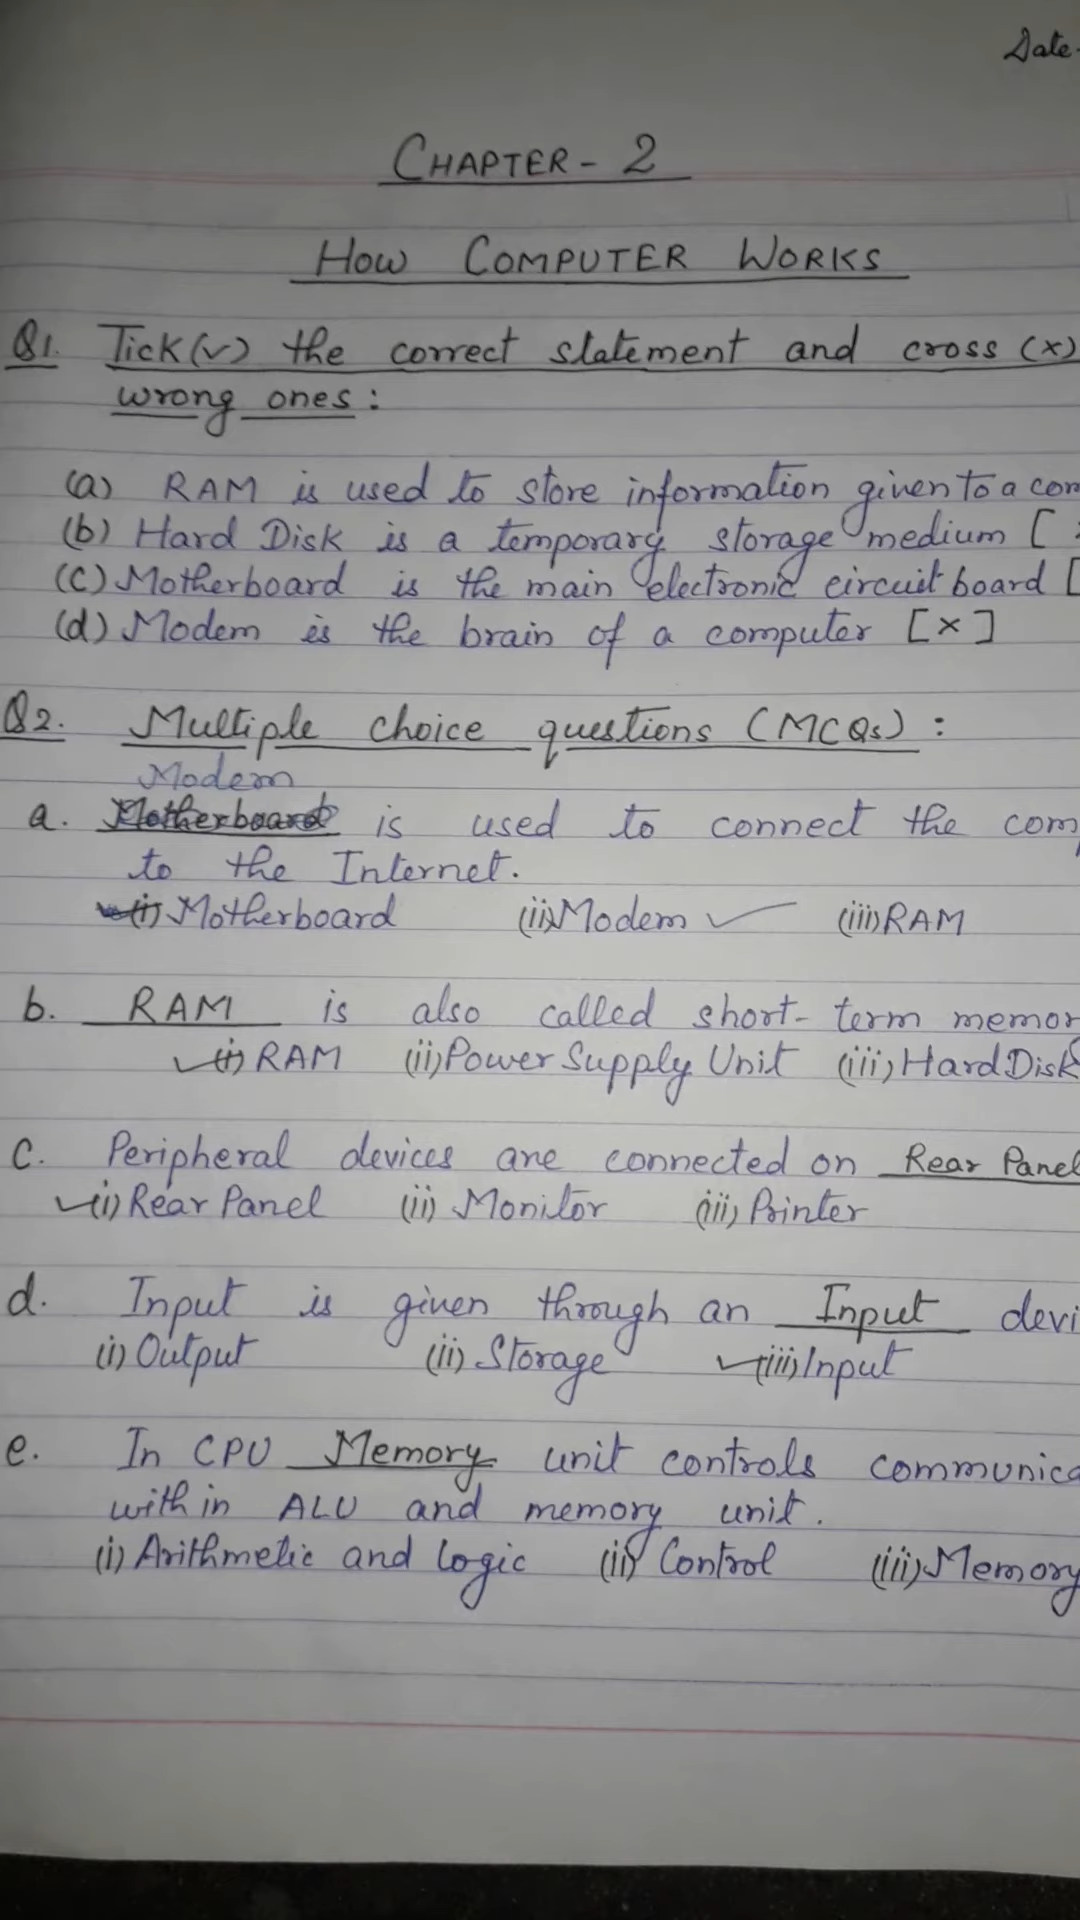 Date
CHAPTER - 2
HOW COMPUTER WORKS
Q1. Tick (✓) the correct statement and cross (x)
wrong ones :
(a) RAM is used to store information given to a com
(b) Hard Disk is a temporary storage medium [
(c) Motherboard is the main electronic circuit board [
(d) Modem is the brain of a computer [x]
Q2. Multiple choice questions (MCQs) :
Modem
a. Motherboard is used to connect the com
to the Internet.
(i) Motherboard (ii) Modem ✓ (iii) RAM
b. RAM is also called short-term memor
✓(i) RAM (ii) Power Supply Unit (iii) Hard Disk
c. Peripheral devices are connected on Rear Panel
✓(i) Rear Panel (ii) Monitor (iii) Printer
d. Input is given through an Input devi
(i) Output (ii) Storage ✓(iii) Input
e. In CPU Memory unit controls communica
with in ALU and memory unit.
(i) Arithmetic and logic (ii) Control (iii) Memory